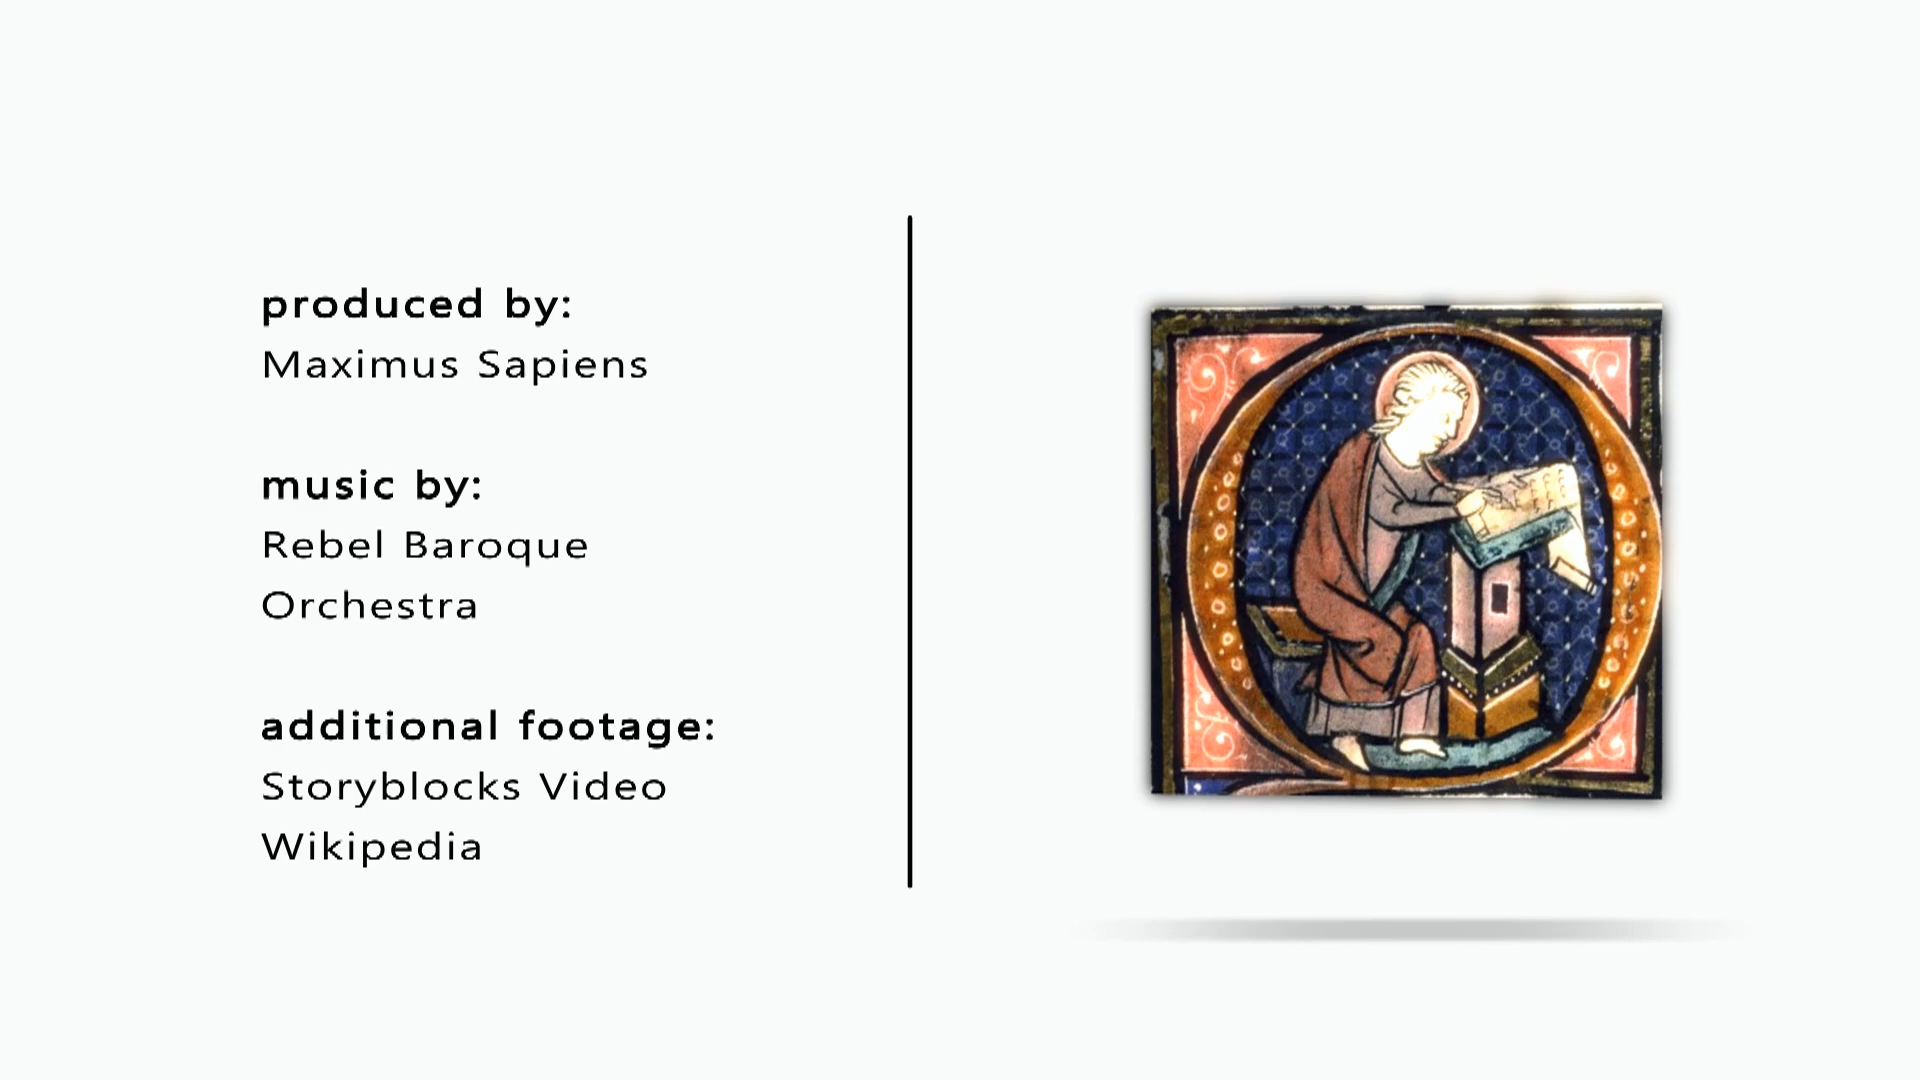 produced by:
Maximus Sapiens
music by:
Rebel Baroque
Orchestra
additional footage:
Storyblocks Video
Wikipedia